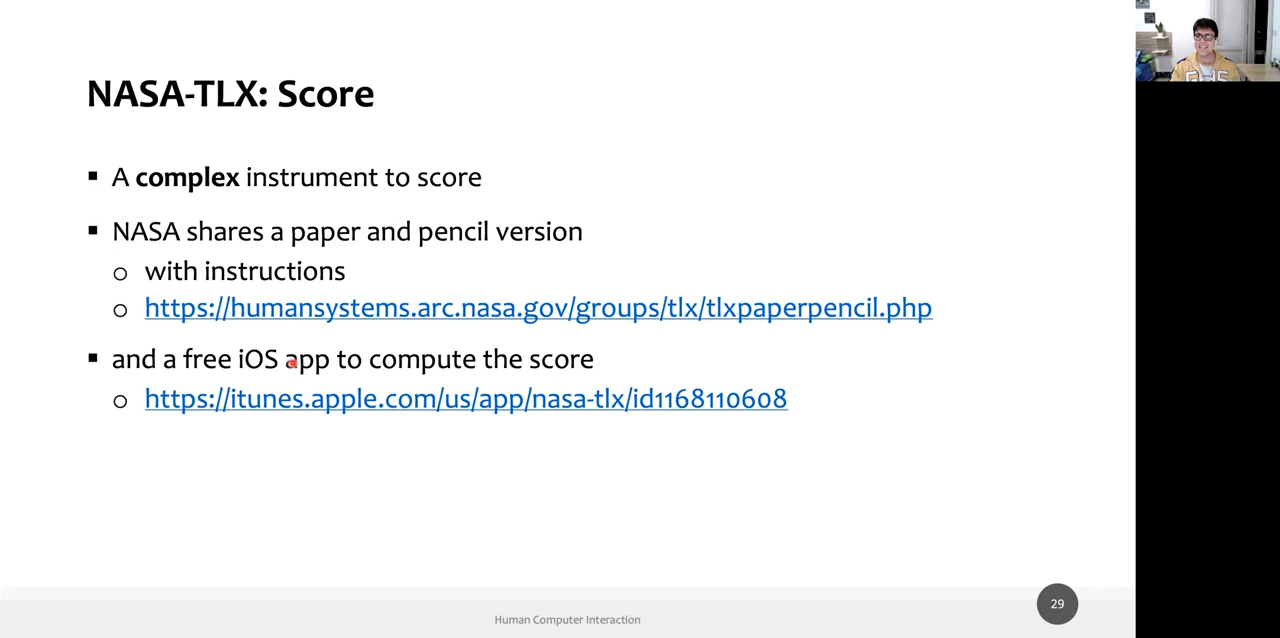 NASA-TLX: Score
▪ A complex instrument to score
▪ NASA shares a paper and pencil version
o with instructions
o https://humansystems.arc.nasa.gov/groups/tlx/tlxpaperpencil.php
▪ and a free iOS app to compute the score
o https://itunes.apple.com/us/app/nasa-tlx/id1168110608
Human Computer Interaction
29